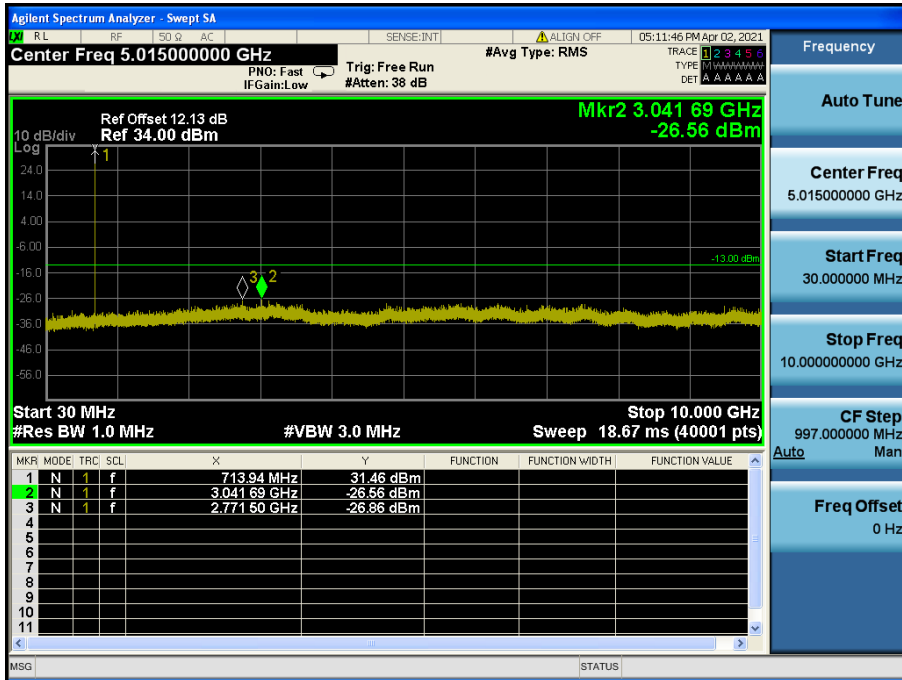 Agilent Spectrum Analyzer - Swept SA
LXI RL RF 50 Ω AC SENSE:INT ALIGN OFF 05:11:46 PM Apr 02, 2021
Center Freq 5.015000000 GHz #Avg Type: RMS TRACE 1 2 3 4 5 6
PNO: Fast Trig: Free Run TYPE M WWWWW
IFGain:Low #Atten: 38 dB DET A A A A A A
Frequency
Auto Tune
Center Freq
5.015000000 GHz
Start Freq
30.000000 MHz
Stop Freq
10.000000000 GHz
CF Step
997.000000 MHz
Auto Man
Freq Offset
0 Hz
Mkr2 3.041 69 GHz
-26.56 dBm
Ref Offset 12.13 dB
10 dB/div Ref 34.00 dBm
Log
1
24.0
14.0
4.00
-6.00
-13.00 dBm
-16.0
3 2
-26.0
-36.0
-46.0
-56.0
Start 30 MHz Stop 10.000 GHz
#Res BW 1.0 MHz #VBW 3.0 MHz Sweep 18.67 ms (40001 pts)
MKR MODE TRC SCL X Y FUNCTION FUNCTION WIDTH FUNCTION VALUE
1 N 1 f 713.94 MHz 31.46 dBm
2 N 1 f 3.041 69 GHz -26.56 dBm
3 N 1 f 2.771 50 GHz -26.86 dBm
4
5
6
7
8
9
10
11
MSG STATUS